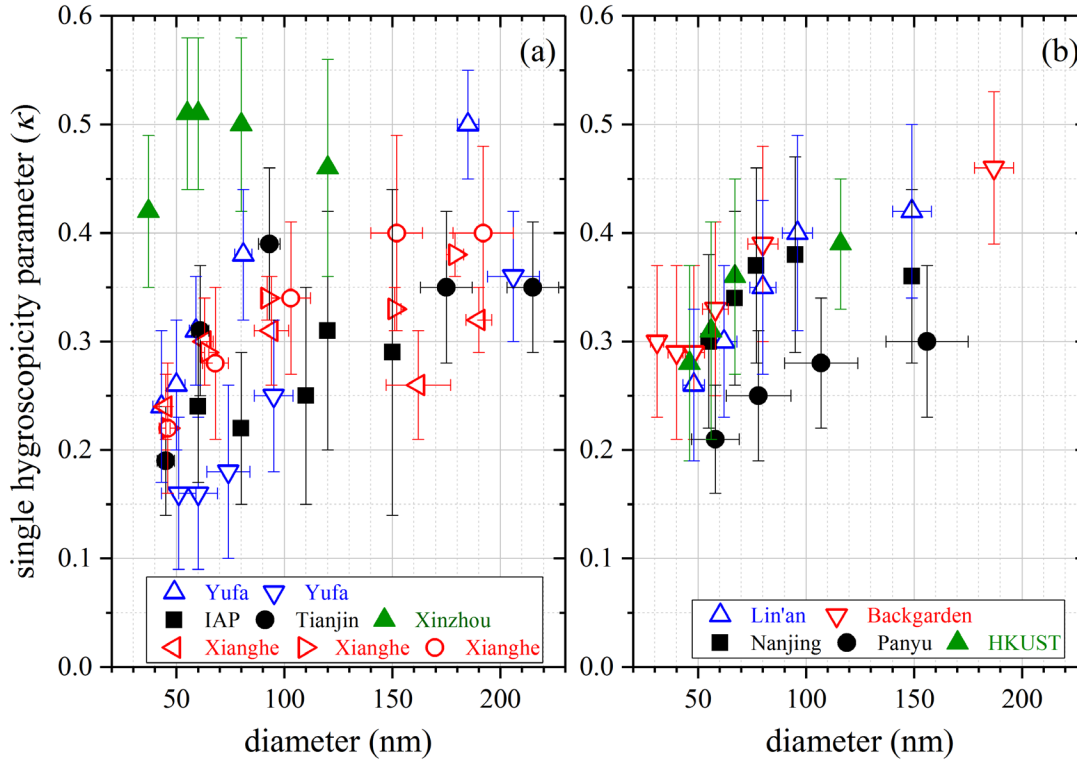 single hygroscopicity parameter (κ)
0.6
0.5
0.4
0.3
0.2
0.1
0.0
(a)
Yufa Yufa
IAP Tianjin Xinzhou
Xianghe Xianghe Xianghe
50 100 150 200
diameter (nm)
0.6
0.5
0.4
0.3
0.2
0.1
0.0
(b)
Lin'an Backgarden
Nanjing Panyu HKUST
50 100 150 200
diameter (nm)